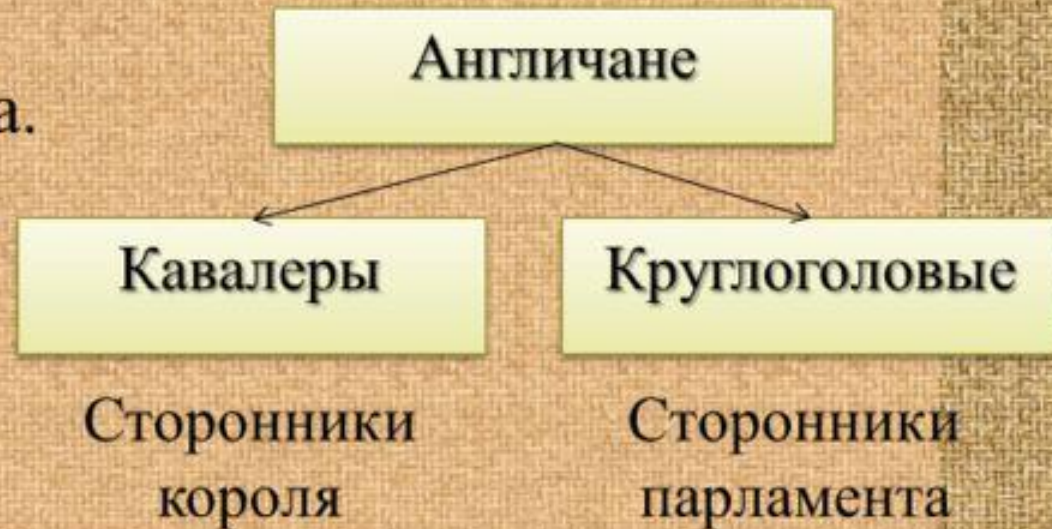 Англичане
а.
Кавалеры
Круглоголовые
Сторонники
короля
Сторонники
парламента